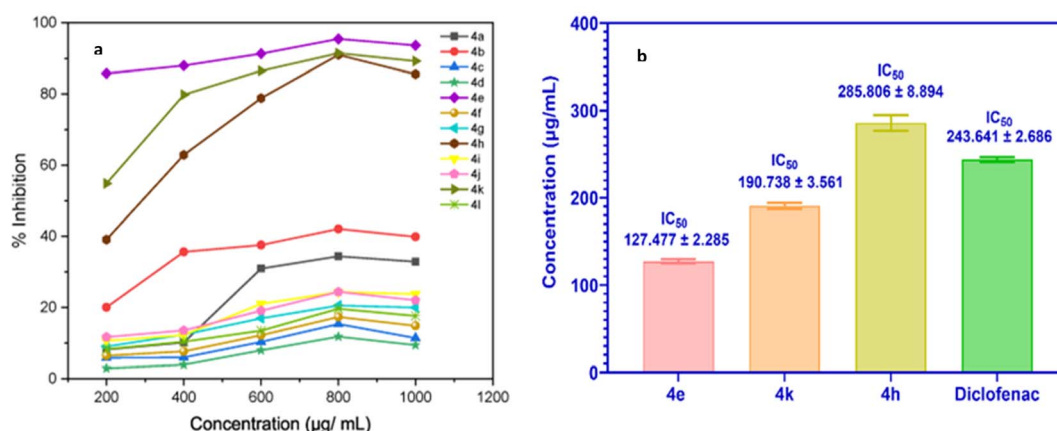 a
100
80
60
40
20
0
% Inhibition
200
400
600
800
1000
1200
Concentration (µg/ mL)
4a
4b
4c
4d
4e
4f
4g
4h
4i
4j
4k
4l
b
400
300
200
100
0
Concentration (µg/mL)
IC50
127.477 ± 2.285
IC50
190.738 ± 3.561
IC50
285.806 ± 8.894
IC50
243.641 ± 2.686
4e
4k
4h
Diclofenac